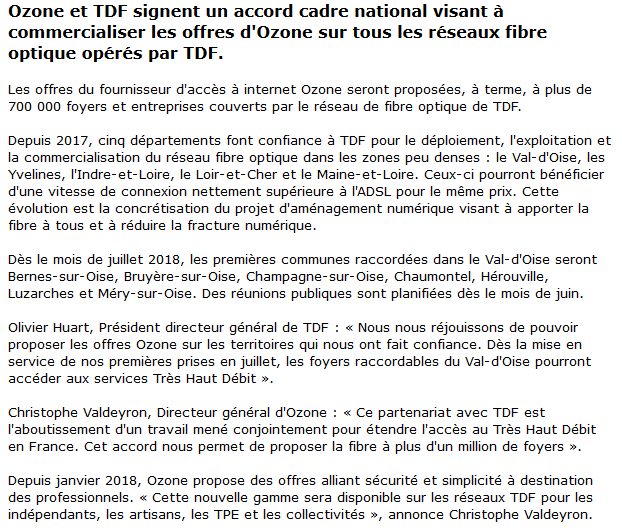 Ozone et TDF signent un accord cadre national visant à
commercialiser les offres d'Ozone sur tous les réseaux fibre
optique opérés par TDF.
Les offres du fournisseur d'accès à internet Ozone seront proposées, à terme, à plus de
700 000 foyers et entreprises couverts par le réseau de fibre optique de TDF.
Depuis 2017, cinq départements font confiance à TDF pour le déploiement, l'exploitation et
la commercialisation du réseau fibre optique dans les zones peu denses : le Val-d'Oise, les
Yvelines, l'Indre-et-Loire, le Loir-et-Cher et le Maine-et-Loire. Ceux-ci pourront bénéficier
d'une vitesse de connexion nettement supérieure à l'ADSL pour le même prix. Cette
évolution est la concrétisation du projet d'aménagement numérique visant à apporter la
fibre à tous et à réduire la fracture numérique.
Dès le mois de juillet 2018, les premières communes raccordées dans le Val-d'Oise seront
Bernes-sur-Oise, Bruyère-sur-Oise, Champagne-sur-Oise, Chaumontel, Hérouville,
Luzarches et Méry-sur-Oise. Des réunions publiques sont planifiées dès le mois de juin.
Olivier Huart, Président directeur général de TDF : « Nous nous réjouissons de pouvoir
proposer les offres Ozone sur les territoires qui nous ont fait confiance. Dès la mise en
service de nos premières prises en juillet, les foyers raccordables du Val-d'Oise pourront
accéder aux services Très Haut Débit ».
Christophe Valdeyron, Directeur général d'Ozone : « Ce partenariat avec TDF est
l'aboutissement d'un travail mené conjointement pour étendre l'accès au Très Haut Débit
en France. Cet accord nous permet de proposer la fibre à plus d'un million de foyers ».
Depuis janvier 2018, Ozone propose des offres alliant sécurité et simplicité à destination
des professionnels. « Cette nouvelle gamme sera disponible sur les réseaux TDF pour les
indépendants, les artisans, les TPE et les collectivités », annonce Christophe Valdeyron.